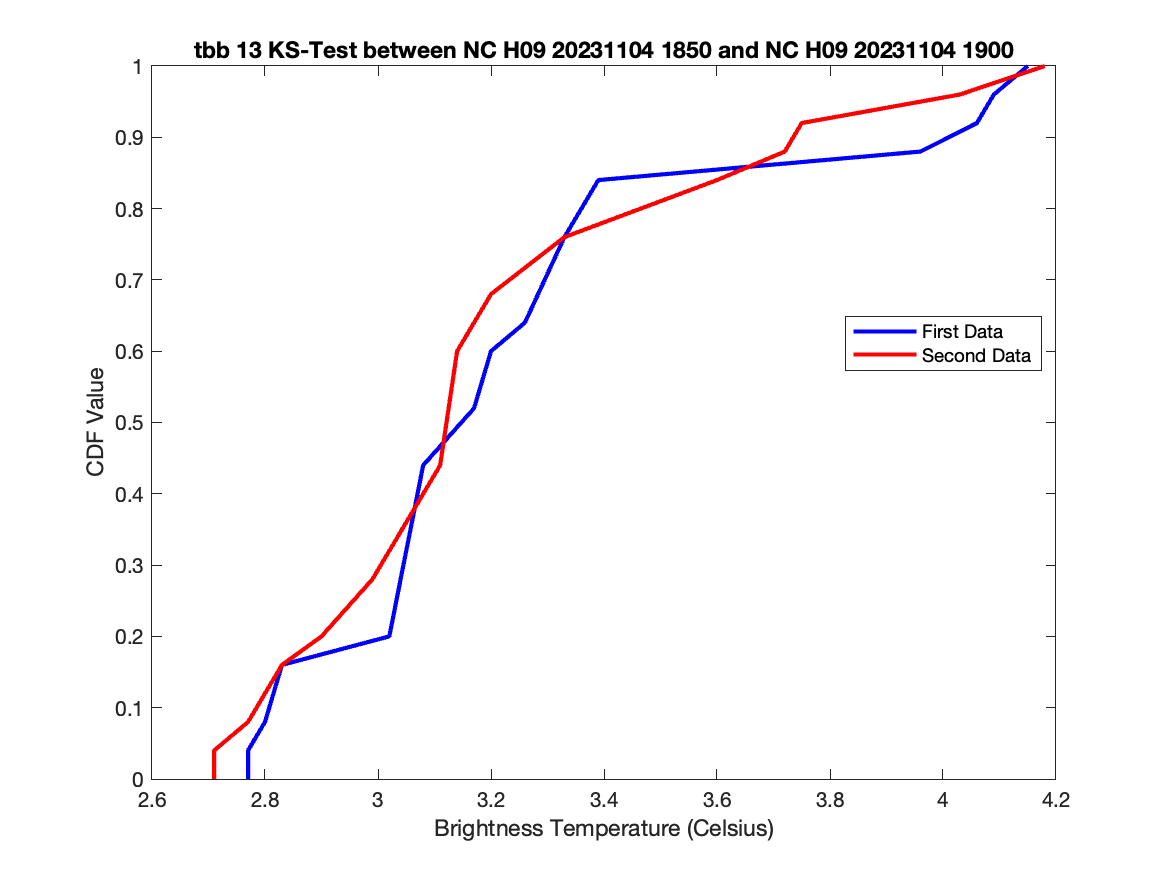 tbb 13 KS-Test between NC H09 20231104 1850 and NC H09 20231104 1900
1
0.9
0.8
0.7
0.6
0.5
0.4
0.3
0.2
0.1
0
CDF Value
First Data
Second Data
2.6 2.8 3 3.2 3.4 3.6 3.8 4 4.2
Brightness Temperature (Celsius)